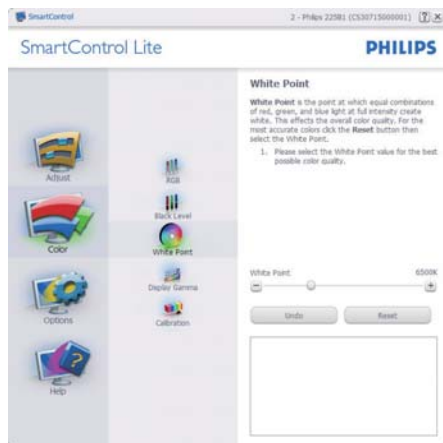 SmartControl
2 - Philips 225B1 (CS30715000001)
SmartControl Lite
PHILIPS
Adjust
Color
Options
Help
RGB
Black Level
White Point
Display Gamma
Calibration
White Point
White Point is the point at which equal combinations
of red, green, and blue light at full intensity create
white. This effects the overall color quality. For the
most accurate colors click the Reset button then
select the White Point.
1. Please select the White Point value for the best
possible color quality.
White Point 6500K
Undo Reset